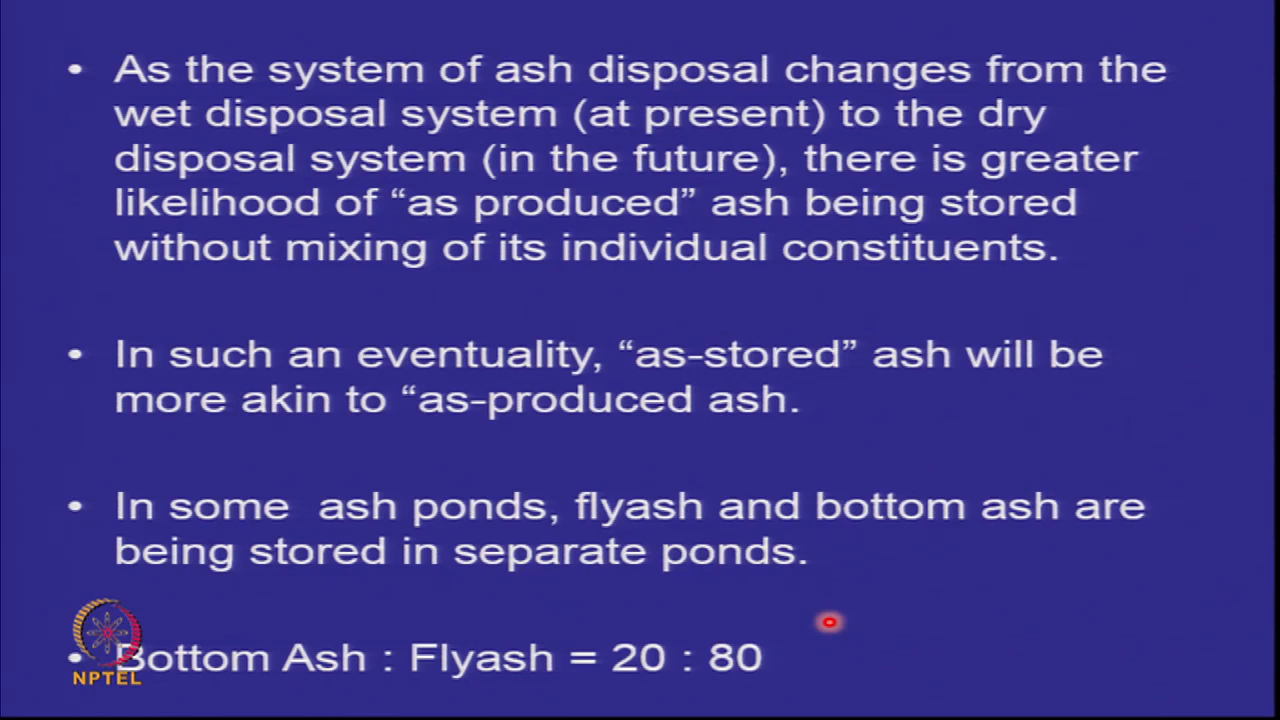 • As the system of ash disposal changes from the
wet disposal system (at present) to the dry
disposal system (in the future), there is greater
likelihood of “as produced” ash being stored
without mixing of its individual constituents.
• In such an eventuality, “as-stored” ash will be
more akin to “as-produced ash.
• In some ash ponds, flyash and bottom ash are
being stored in separate ponds.
• Bottom Ash : Flyash = 20 : 80
NPTEL